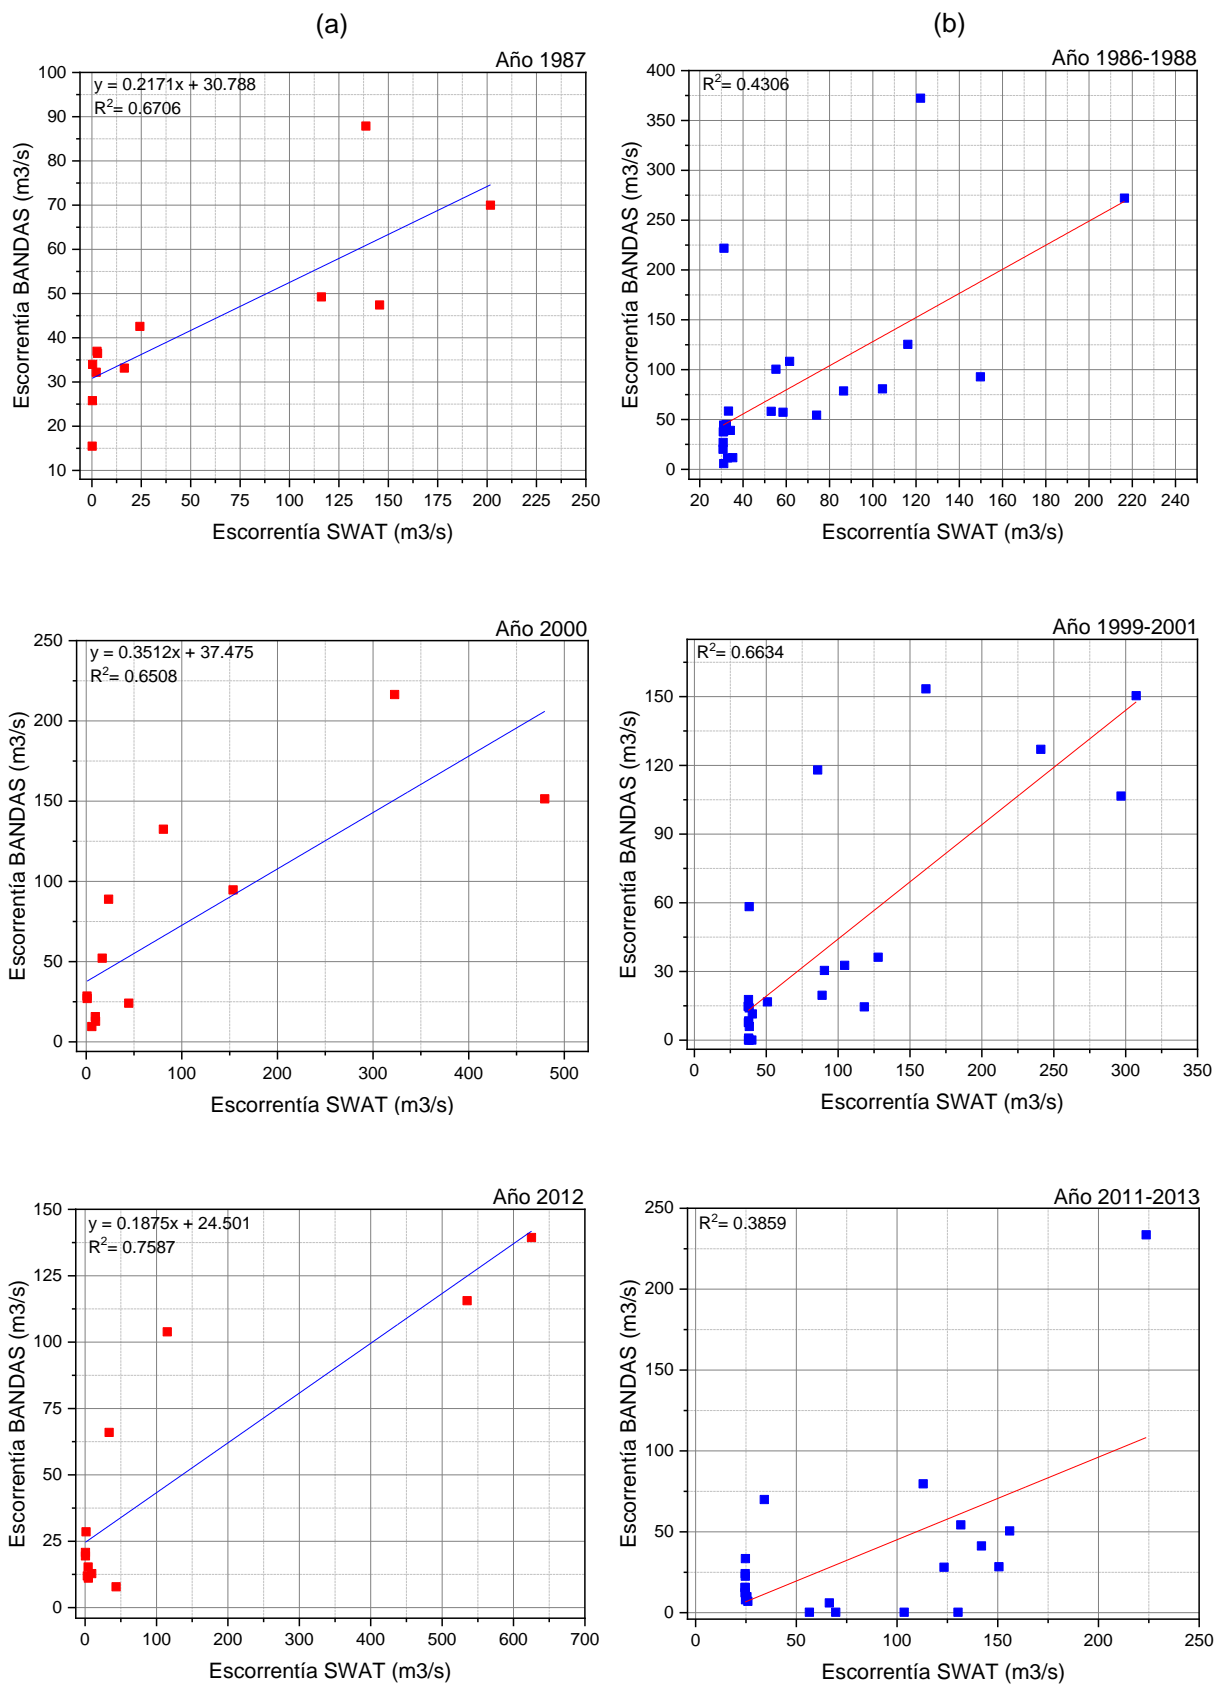 (a)
(b)
Año 1987
y = 0.2171x + 30.788
R²= 0.6706
100
90
80
70
60
50
40
30
20
10
0 25 50 75 100 125 150 175 200 225 250
Escorrentía BANDAS (m3/s)
Escorrentía SWAT (m3/s)
Año 1986-1988
R²= 0.4306
400
350
300
250
200
150
100
50
0
20 40 60 80 100 120 140 160 180 200 220 240
Escorrentía BANDAS (m3/s)
Escorrentía SWAT (m3/s)
Año 2000
y = 0.3512x + 37.475
R²= 0.6508
250
200
150
100
50
0
0 100 200 300 400 500
Escorrentía BANDAS (m3/s)
Escorrentía SWAT (m3/s)
Año 1999-2001
R²= 0.6634
150
120
90
60
30
0
0 50 100 150 200 250 300 350
Escorrentía BANDAS (m3/s)
Escorrentía SWAT (m3/s)
Año 2012
y = 0.1875x + 24.501
R²= 0.7587
150
125
100
75
50
25
0
0 100 200 300 400 500 600 700
Escorrentía BANDAS (m3/s)
Escorrentía SWAT (m3/s)
Año 2011-2013
R²= 0.3859
250
200
150
100
50
0
0 50 100 150 200 250
Escorrentía BANDAS (m3/s)
Escorrentía SWAT (m3/s)